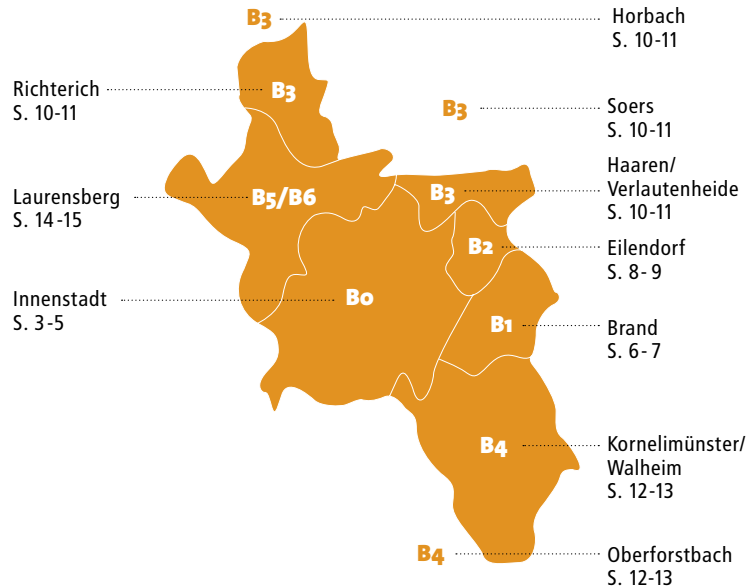 B3
Horbach
S. 10-11
Richterich
S. 10-11
B3
B3
Soers
S. 10-11
Laurensberg
S. 14-15
B5/B6
B3
Haaren/
Verlautenheide
S. 10-11
B2
Eilendorf
S. 8-9
Innenstadt
S. 3-5
B0
B1
Brand
S. 6-7
B4
Kornelimünster/
Walheim
S. 12-13
B4
Oberforstbach
S. 12-13